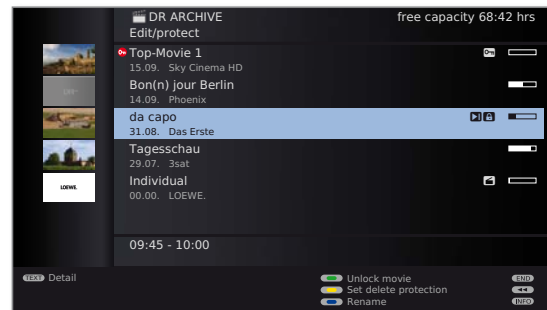 DR ARCHIVE
free capacity 68:42 hrs
Edit/protect
Top-Movie 1
15.09. Sky Cinema HD
Bon(n) jour Berlin
14.09. Phoenix
da capo
31.08. Das Erste
Tagesschau
29.07. 3sat
Individual
00.00. LOEWE.
LOEWE.
09:45 - 10:00
TEXT Detail
Unlock movie
END
Set delete protection
Rename
INFO